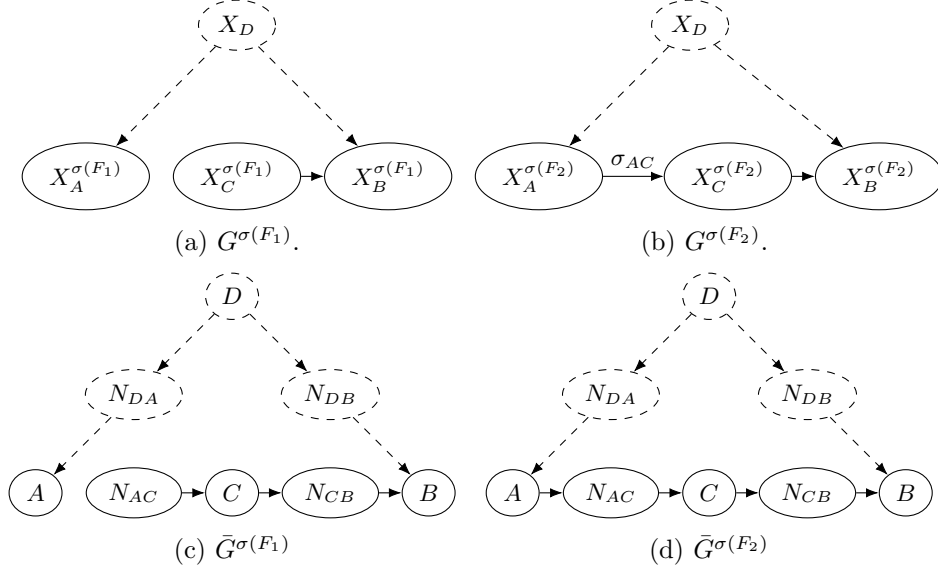 X_D X_D
X_A^{σ(F_1)} X_C^{σ(F_1)} X_B^{σ(F_1)} X_A^{σ(F_2)} σ_{AC} X_C^{σ(F_2)} X_B^{σ(F_2)}
(a) G^{σ(F_1)}. (b) G^{σ(F_2)}.
D D
N_{DA} N_{DB} N_{DA} N_{DB}
A N_{AC} C N_{CB} B A N_{AC} C N_{CB} B
(c) Ḡ^{σ(F_1)} (d) Ḡ^{σ(F_2)}